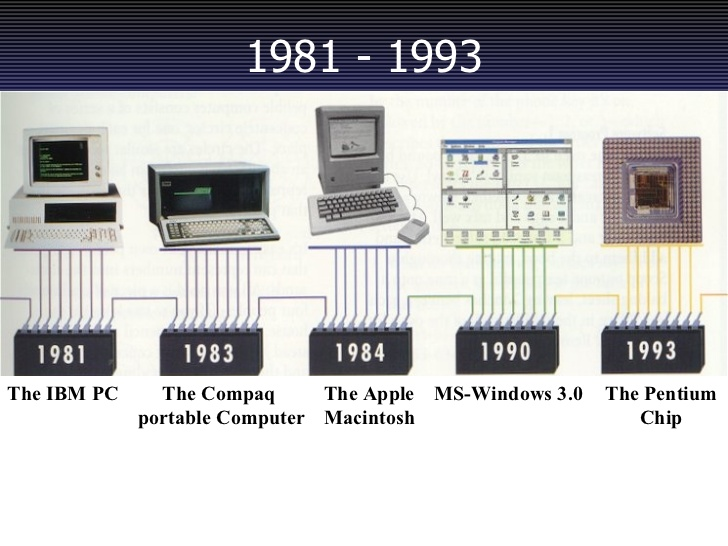 1981 - 1993
1981
1983
1984
1990
1993
The IBM PC
The Compaq
portable Computer
The Apple
Macintosh
MS-Windows 3.0
The Pentium
Chip